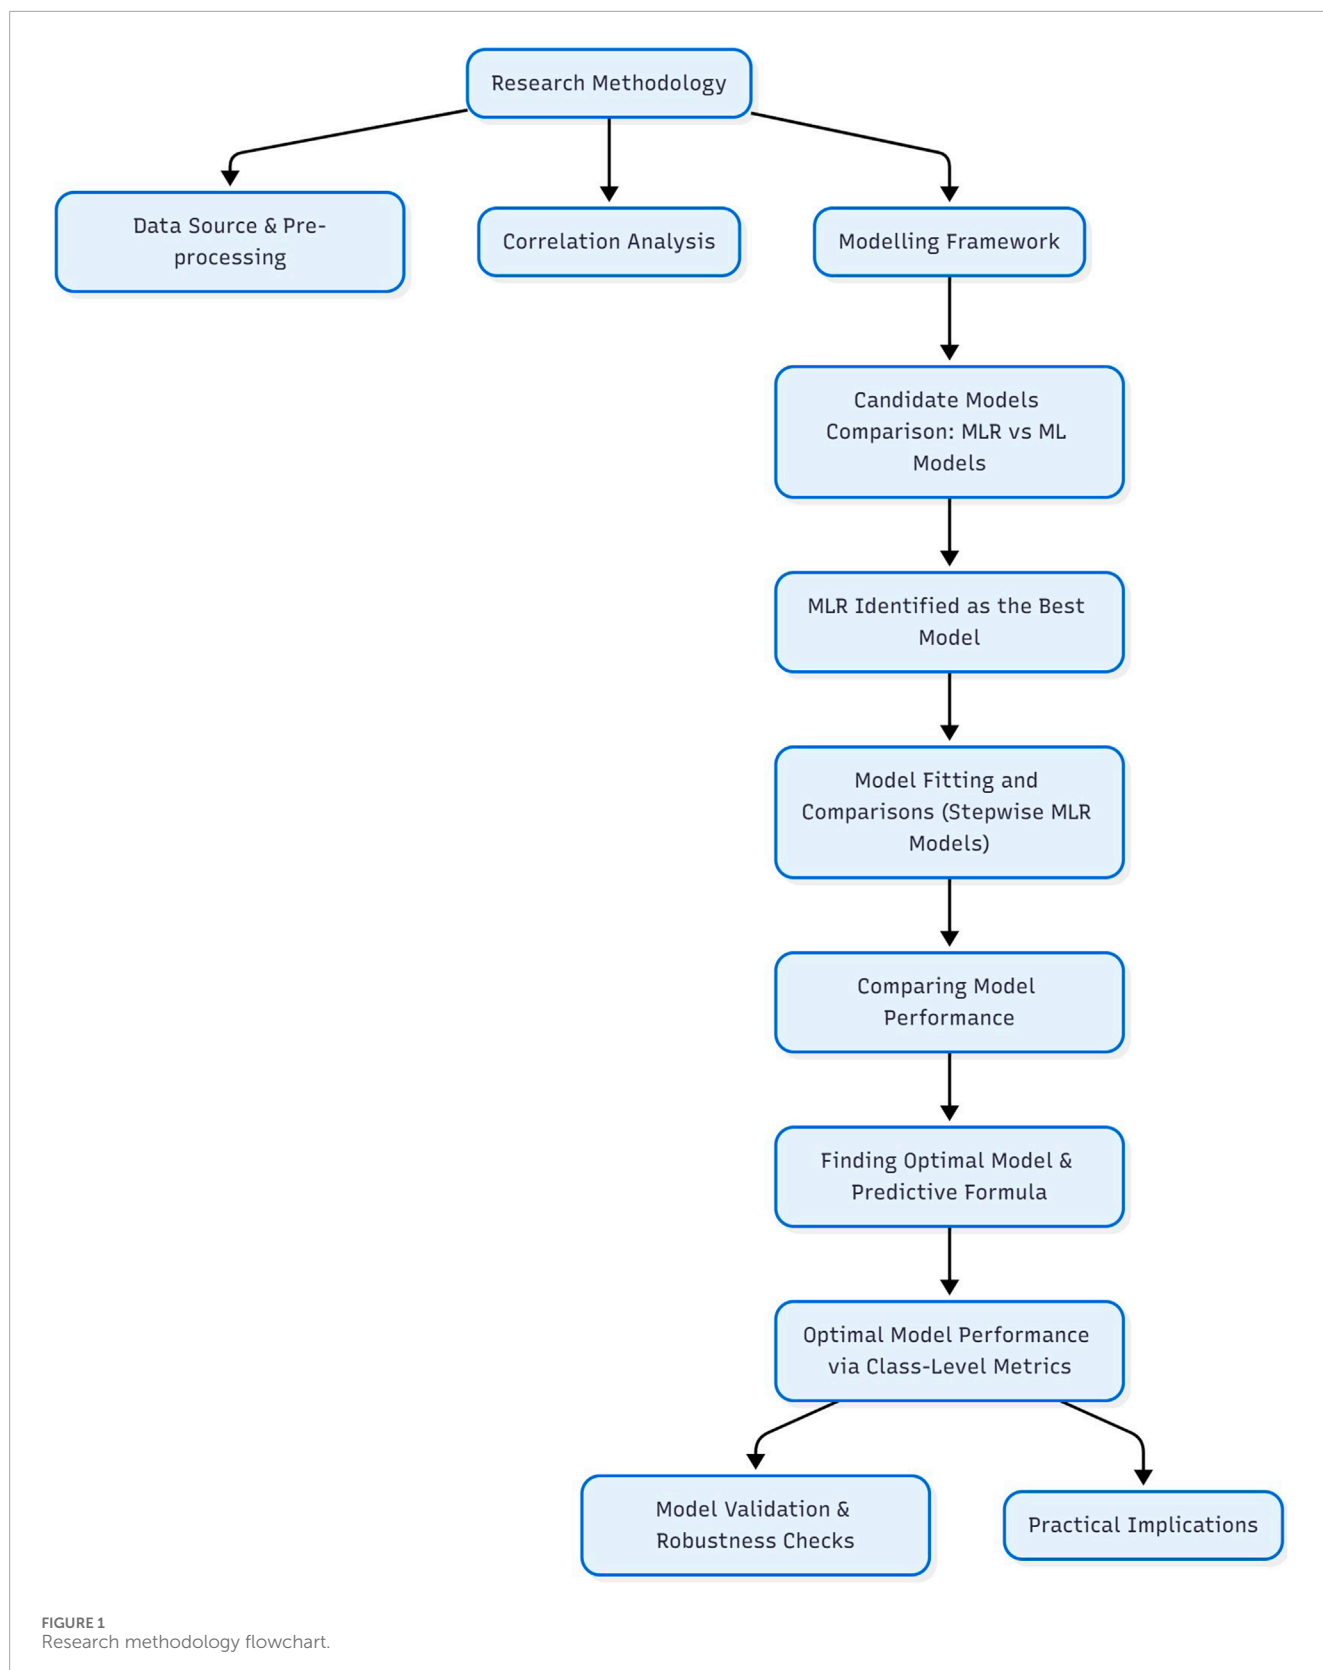 Research Methodology
Data Source & Pre-
processing
Correlation Analysis
Modelling Framework
Candidate Models
Comparison: MLR vs ML
Models
MLR Identified as the Best
Model
Model Fitting and
Comparisons (Stepwise MLR
Models)
Comparing Model
Performance
Finding Optimal Model &
Predictive Formula
Optimal Model Performance
via Class-Level Metrics
Model Validation &
Robustness Checks
Practical Implications
FIGURE 1
Research methodology flowchart.